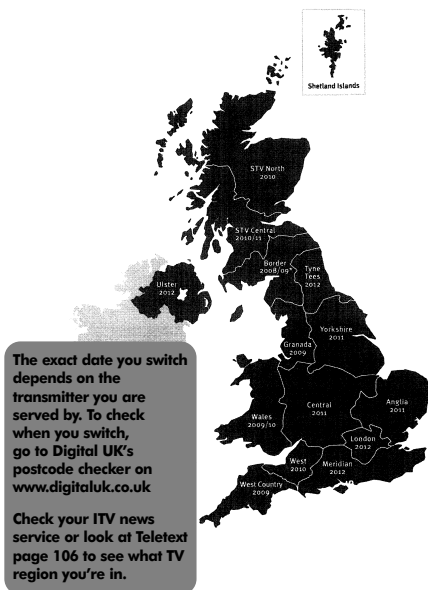 Shetland Islands
STV North
2010
STV Central
2010/11
Border
2008/09*
Tyne
Tees
2012
Ulster
2012
Yorkshire
2011
Granada
2009
Central
2011
Anglia
2011
Wales
2009/10
London
2012
West
2010
Meridian
2012
West Country
2009
The exact date you switch
depends on the
transmitter you are
served by. To check
when you switch,
go to Digital UK's
postcode checker on
www.digitaluk.co.uk
Check your ITV news
service or look at Teletext
page 106 to see what TV
region you're in.